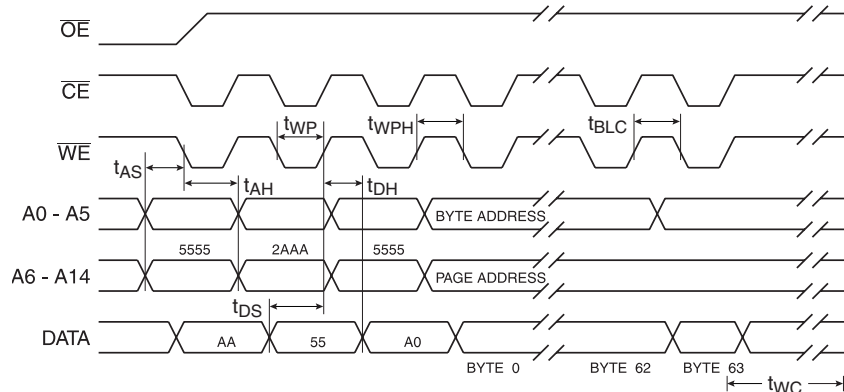 OE
CE
tWP tWPH tBLC
WE
tAS
tAH tDH
A0 - A5 BYTE ADDRESS
5555 2AAA 5555
A6 - A14 PAGE ADDRESS
tDS
DATA AA 55 A0
BYTE 0 BYTE 62 BYTE 63
tWC